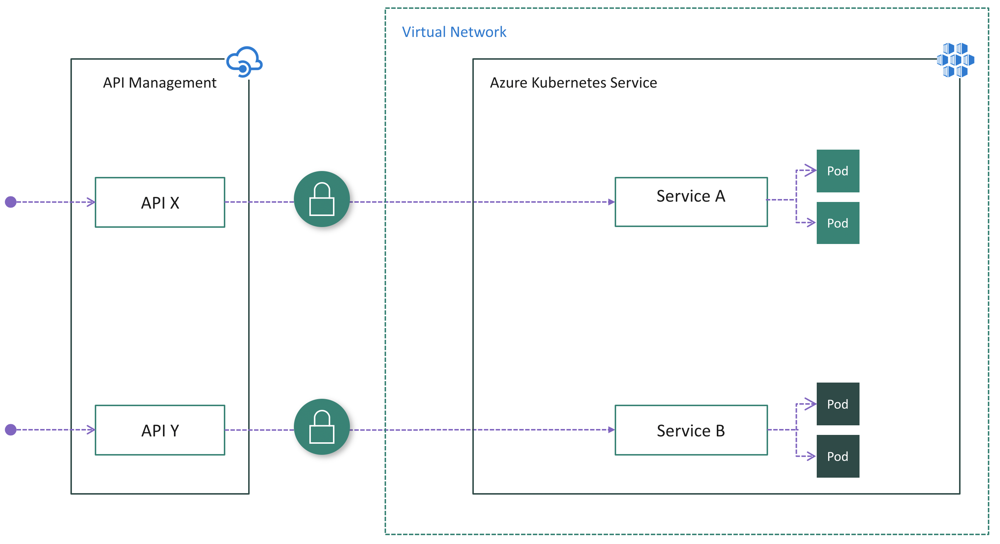 Virtual Network
API Management
Azure Kubernetes Service
API X
Service A
Pod
Pod
API Y
Service B
Pod
Pod